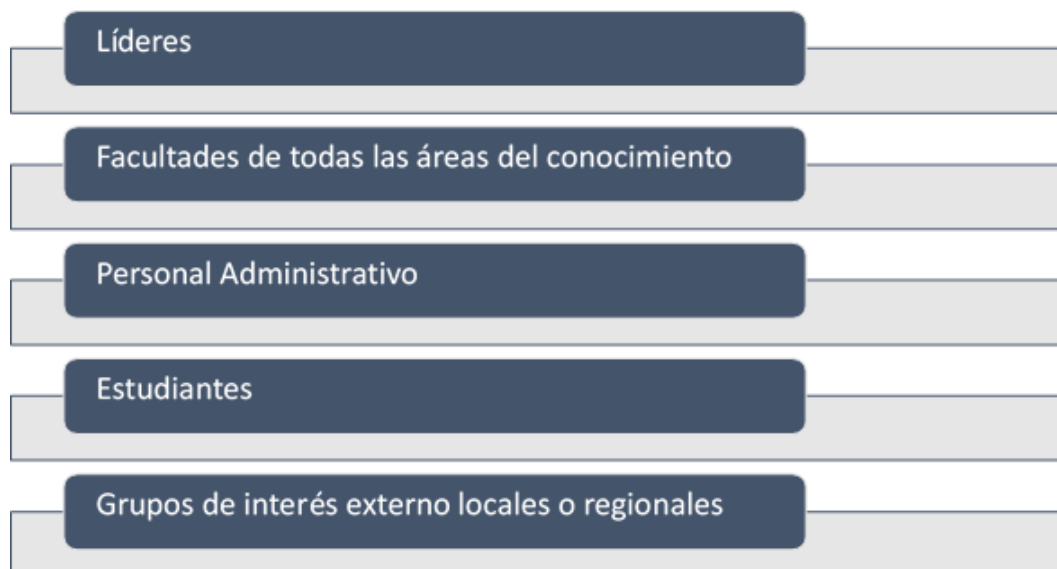 Líderes
Facultades de todas las áreas del conocimiento
Personal Administrativo
Estudiantes
Grupos de interés externo locales o regionales